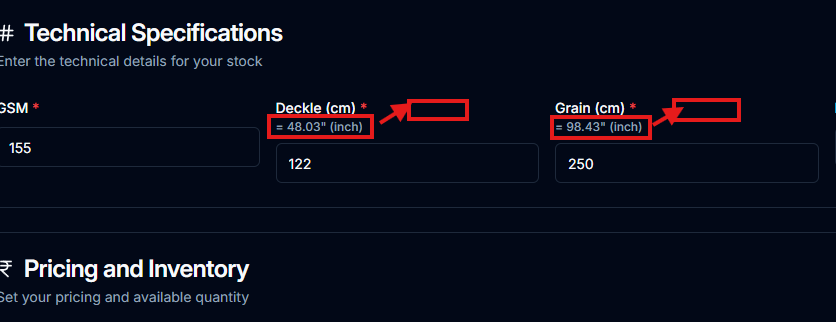 # Technical Specifications
Enter the technical details for your stock
GSM *
Deckle (cm) *
= 48.03" (inch)
Grain (cm) *
= 98.43" (inch)
155
122
250
₹ Pricing and Inventory
Set your pricing and available quantity